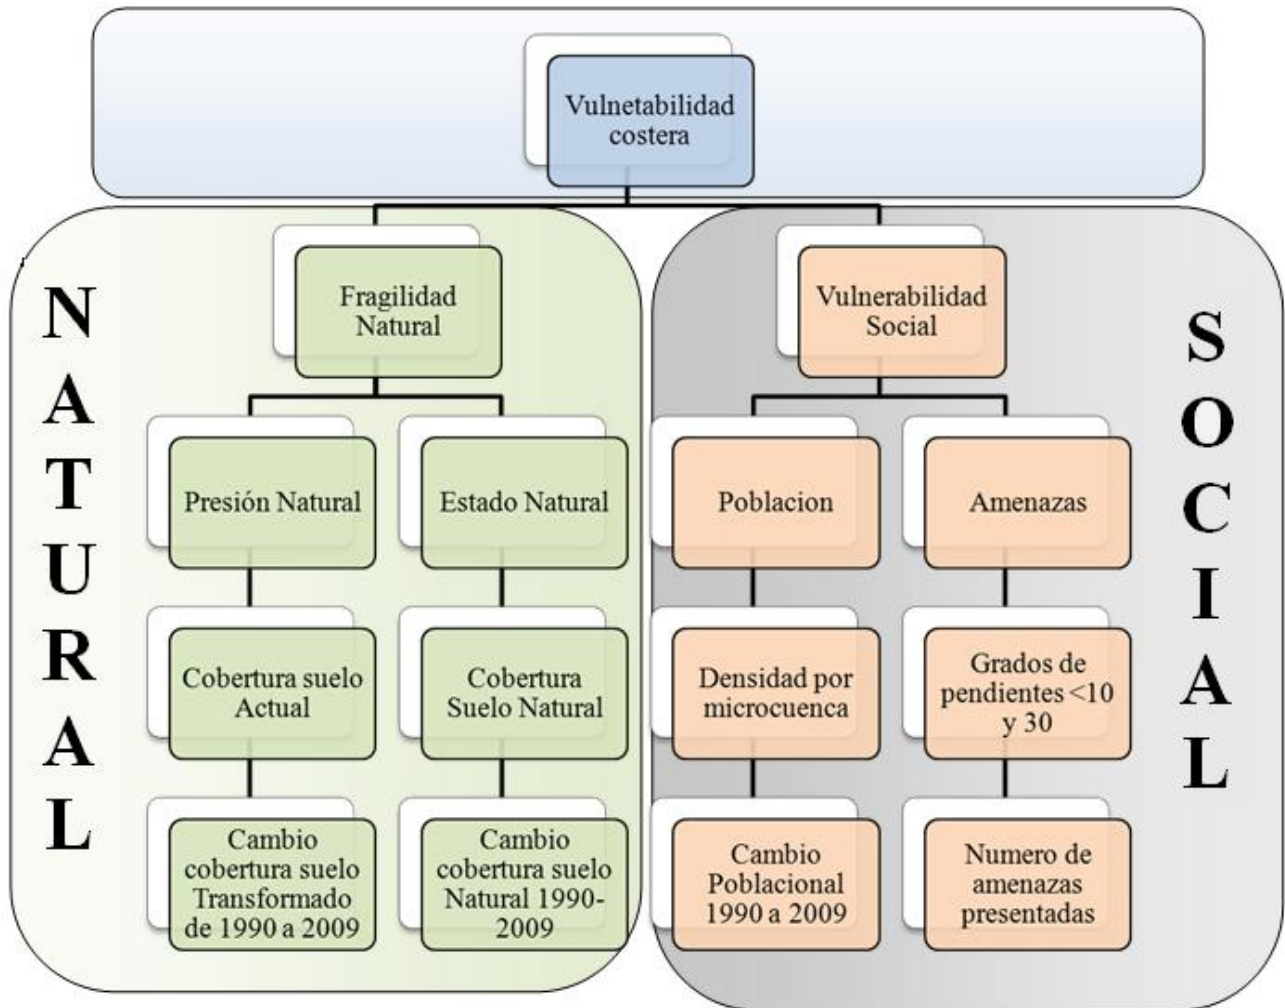 Vulnetabilidad
costera
N
A
T
U
R
A
L
Fragilidad
Natural
Presión Natural
Estado Natural
Cobertura suelo
Actual
Cobertura
Suelo Natural
Cambio
cobertura suelo
Transformado
de 1990 a 2009
Cambio
cobertura suelo
Natural 1990-
2009
Vulnerabilidad
Social
Poblacion
Amenazas
Densidad por
microcuenca
Grados de
pendientes <10
y 30
Cambio
Poblacional
1990 a 2009
Numero de
amenazas
presentadas
S
O
C
I
A
L